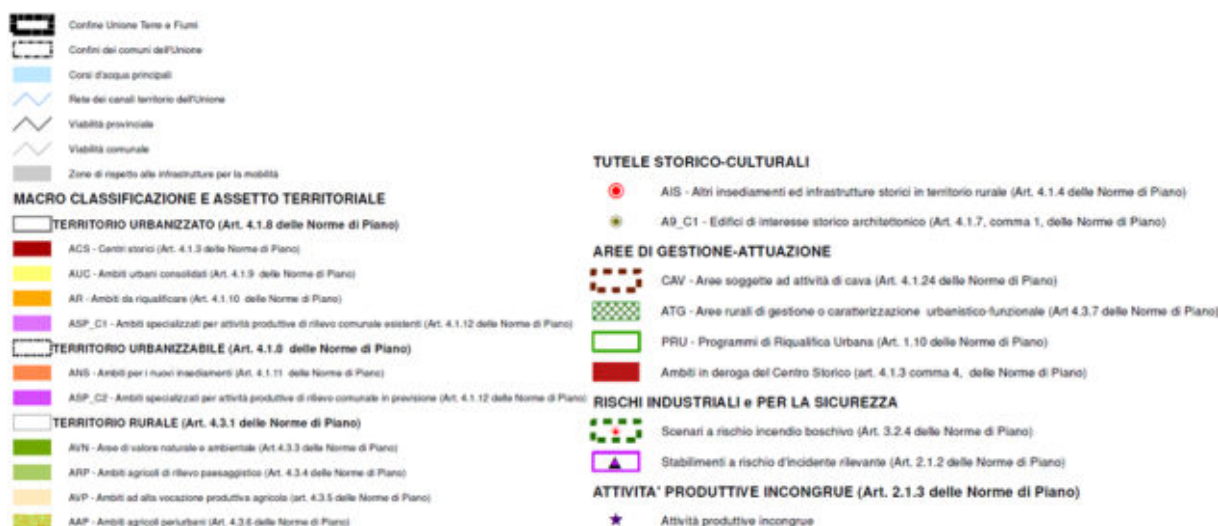 Confine Unione Terre e Fiumi
Confini dei comuni dell'Unione
Corsi d'acqua principali
Rete dei canali territorio dell'Unione
Viabilità provinciale
Viabilità comunale
Zone di rispetto alle infrastrutture per la mobilità
MACRO CLASSIFICAZIONE E ASSETTO TERRITORIALE
TERRITORIO URBANIZZATO (Art. 4.1.8 delle Norme di Piano)
ACS - Centri storici (Art. 4.1.3 delle Norme di Piano)
AUC - Ambiti urbani consolidati (Art. 4.1.9 delle Norme di Piano)
AR - Ambiti da riqualificare (Art. 4.1.10 delle Norme di Piano)
ASP_C1 - Ambiti specializzati per attività produttive di rilievo comunale esistenti (Art. 4.1.12 delle Norme di Piano)
TERRITORIO URBANIZZABILE (Art. 4.1.8 delle Norme di Piano)
ANS - Ambiti per i nuovi insediamenti (Art. 4.1.11 delle Norme di Piano)
ASP_C2 - Ambiti specializzati per attività produttive di rilievo comunale in previsione (Art. 4.1.12 delle Norme di Piano)
TERRITORIO RURALE (Art. 4.3.1 delle Norme di Piano)
AVN - Aree di valore naturale e ambientale (Art 4.3.3 delle Norme di Piano)
ARP - Ambiti agricoli di rilievo paesaggistico (Art. 4.3.4 delle Norme di Piano)
AVP - Ambiti ad alta vocazione produttiva agricola (art. 4.3.5 delle Norme di Piano)
AAP - Ambiti agricoli periurbani (Art. 4.3.6 delle Norme di Piano)
TUTELE STORICO-CULTURALI
AIS - Altri insediamenti ed infrastrutture storici in territorio rurale (Art. 4.1.4 delle Norme di Piano)
A9_C1 - Edifici di interesse storico architettonico (Art. 4.1.7, comma 1, delle Norme di Piano)
AREE DI GESTIONE-ATTUAZIONE
CAV - Aree soggette ad attività di cava (Art. 4.1.24 delle Norme di Piano)
ATG - Aree rurali di gestione o caratterizzazione urbanistico-funzionale (Art 4.3.7 delle Norme di Piano)
PRU - Programmi di Riqualifica Urbana (Art. 1.10 delle Norme di Piano)
Ambiti in deroga del Centro Storico (art. 4.1.3 comma 4, delle Norme di Piano)
RISCHI INDUSTRIALI e PER LA SICUREZZA
Scenari a rischio incendio boschivo (Art. 3.2.4 delle Norme di Piano)
Stabilimenti a rischio d'incidente rilevante (Art. 2.1.2 delle Norme di Piano)
ATTIVITA' PRODUTTIVE INCONGRUE (Art. 2.1.3 delle Norme di Piano)
Attività produttive incongrue